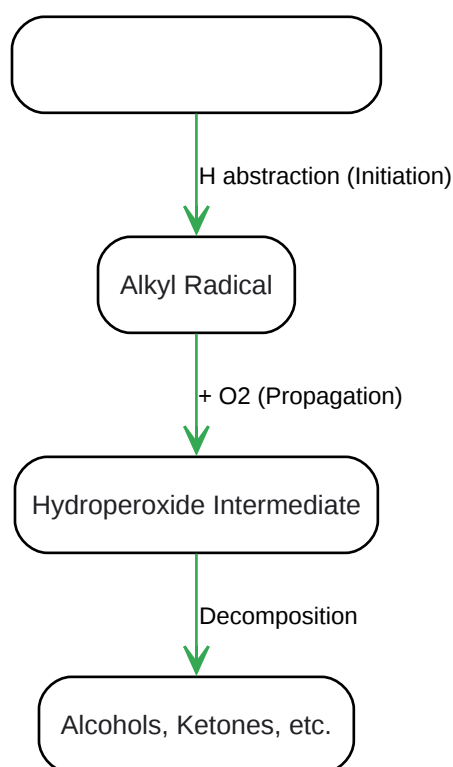 H abstraction (Initiation)
Alkyl Radical
+ O2 (Propagation)
Hydroperoxide Intermediate
Decomposition
Alcohols, Ketones, etc.